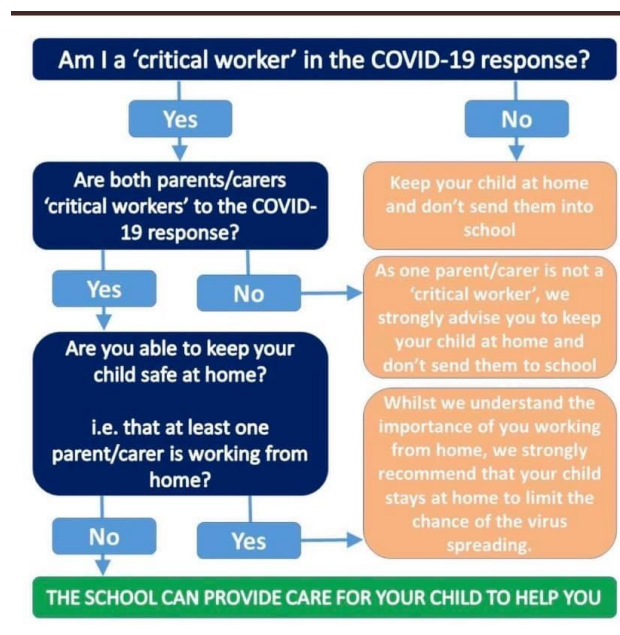 Am I a ‘critical worker’ in the COVID-19 response?
Yes
No
Are both parents/carers
‘critical workers’ to the COVID-
19 response?
Keep your child at home
and don’t send them into
school
Yes
No
As one parent/carer is not a
‘critical worker’, we
strongly advise you to keep
your child at home and
don’t send them to school
Are you able to keep your
child safe at home?
i.e. that at least one
parent/carer is working from
home?
Whilst we understand the
importance of you working
from home, we strongly
recommend that your child
stays at home to limit the
chance of the virus
spreading.
No
Yes
THE SCHOOL CAN PROVIDE CARE FOR YOUR CHILD TO HELP YOU